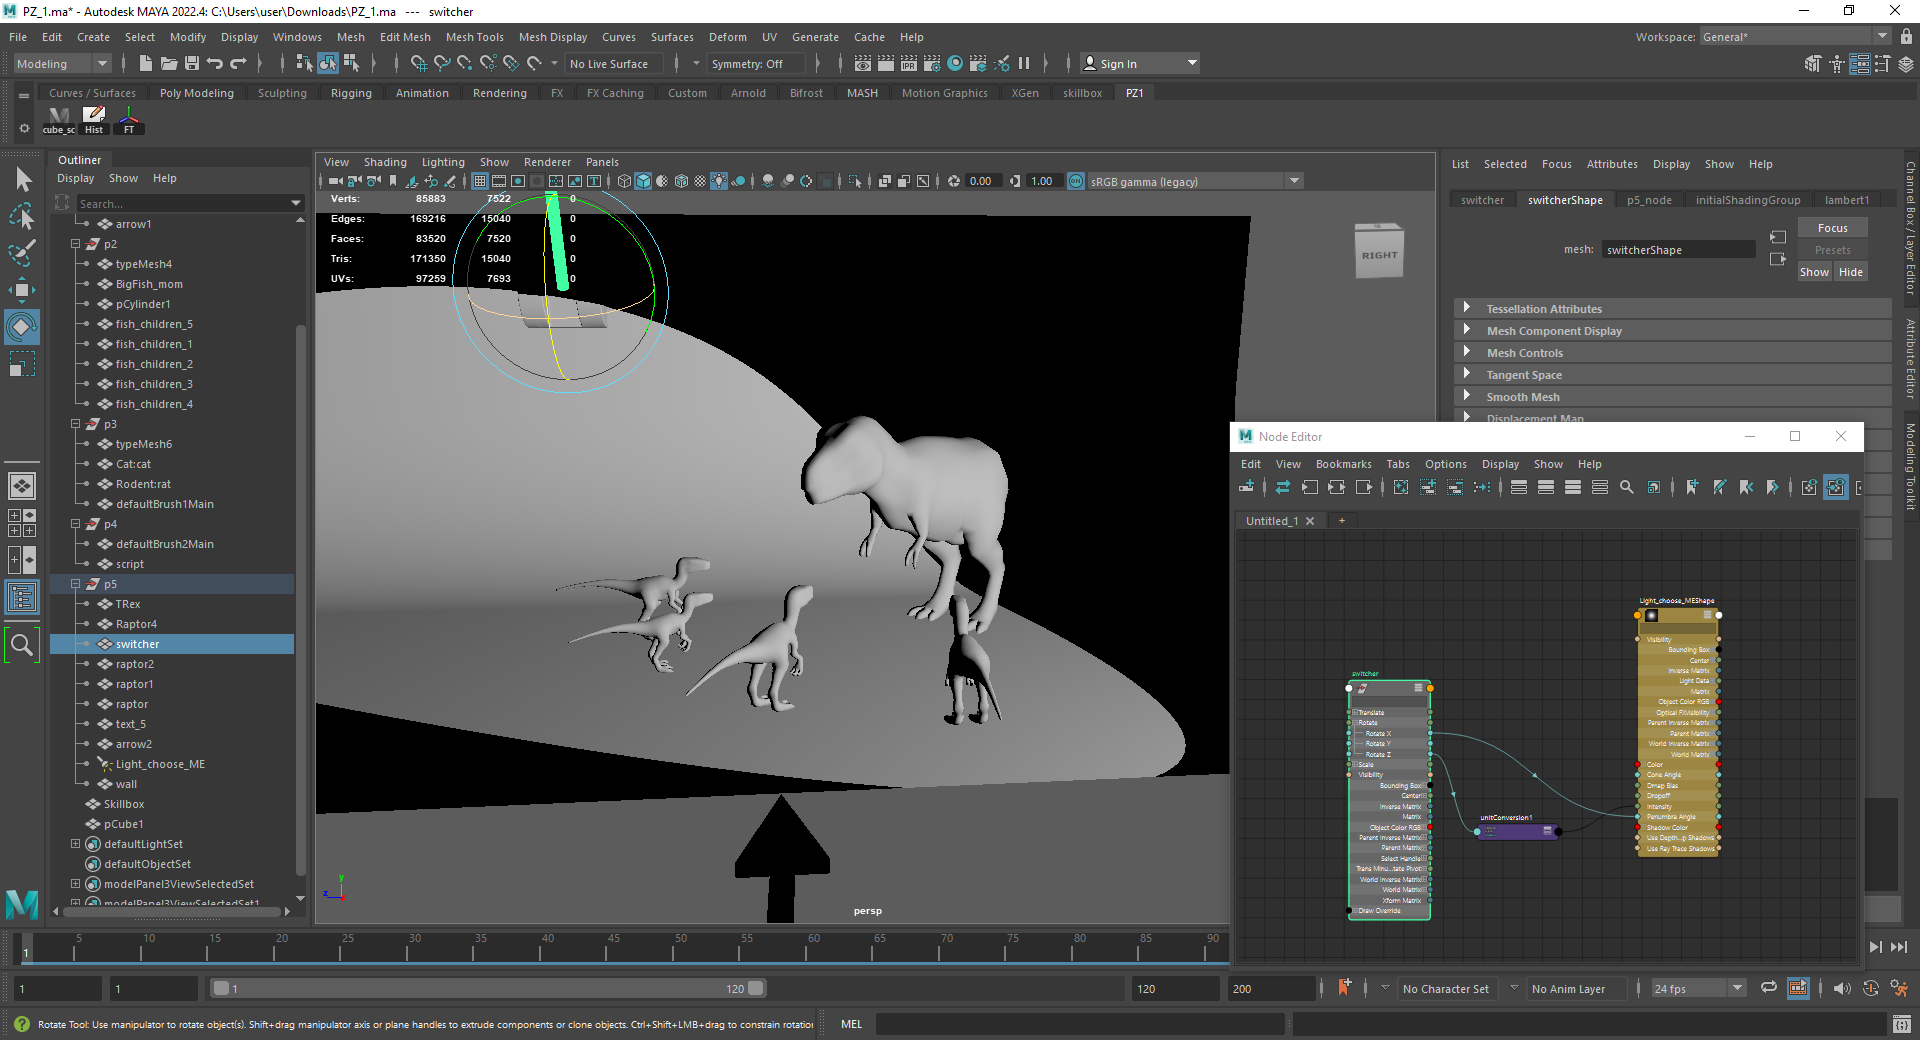 PZ_1.ma* - Autodesk MAYA 2022.4: C:\Users\user\Downloads\PZ_1.ma   ---   switcher
File Edit Create Select Modify Display Windows Mesh Edit Mesh Mesh Tools Mesh Display Curves Surfaces Deform UV Generate Cache Help
Workspace: General*
Modeling
No Live Surface
Symmetry: Off
Sign In
Curves / Surfaces Poly Modeling Sculpting Rigging Animation Rendering FX FX Caching Custom Arnold Bifrost MASH Motion Graphics XGen skillbox PZ1
cube_sc Hist FT
Outliner
Display Show Help
Search...
arrow1
p2
typeMesh4
BigFish_mom
pCylinder1
fish_children_5
fish_children_1
fish_children_2
fish_children_3
fish_children_4
p3
typeMesh6
Cat:cat
Rodent:rat
defaultBrush1Main
p4
defaultBrush2Main
script
p5
TRex
Raptor4
switcher
raptor2
raptor1
raptor
text_5
arrow2
Light_choose_ME
wall
Skillbox
pCube1
defaultLightSet
defaultObjectSet
modelPanel3ViewSelectedSet
modelPanel3ViewSelectedSet1
View Shading Lighting Show Renderer Panels
0.00
1.00
ON
sRGB gamma (legacy)
Verts: 85883 7522 0
Edges: 169216 15040 0
Faces: 83520 7520 0
Tris: 171350 15040 0
UVs: 97259 7693 0
RIGHT
y
z
persp
List Selected Focus Attributes Display Show Help
switcher switcherShape p5_node initialShadingGroup lambert1
mesh: switcherShape
Focus
Presets
Show Hide
Tessellation Attributes
Mesh Component Display
Mesh Controls
Tangent Space
Smooth Mesh
Displacement Map
Channel Box / Layer Editor
Attribute Editor
Modeling Toolkit
Node Editor
Edit View Bookmarks Tabs Options Display Show Help
Untitled_1
+
switcher
Translate
Rotate
Rotate X
Rotate Y
Rotate Z
Scale
Visibility
Bounding Box
Center
Inverse Matrix
Matrix
Object Color RGB
Parent Inverse Matrix
Parent Matrix
Select Handle
Trans Minu...tate Pivot
World Inverse Matrix
World Matrix
Xform Matrix
Draw Override
unitConversion1
Light_choose_MEShape
Visibility
Bounding Box
Center
Inverse Matrix
Light Data
Matrix
Object Color RGB
Optical FXvisibility
Parent Inverse Matrix
Parent Matrix
World Inverse Matrix
World Matrix
Color
Cone Angle
Dmap Bias
Dropoff
Intensity
Penumbra Angle
Shadow Color
Use Depth...p Shadows
Use Ray Trace Shadows
1 5 10 15 20 25 30 35 40 45 50 55 60 65 70 75 80 85 90
1
1
1
120
120
200
No Character Set
No Anim Layer
24 fps
Rotate Tool: Use manipulator to rotate object(s). Shift+drag manipulator axis or plane handles to extrude components or clone objects. Ctrl+Shift+LMB+drag to constrain rotation
MEL